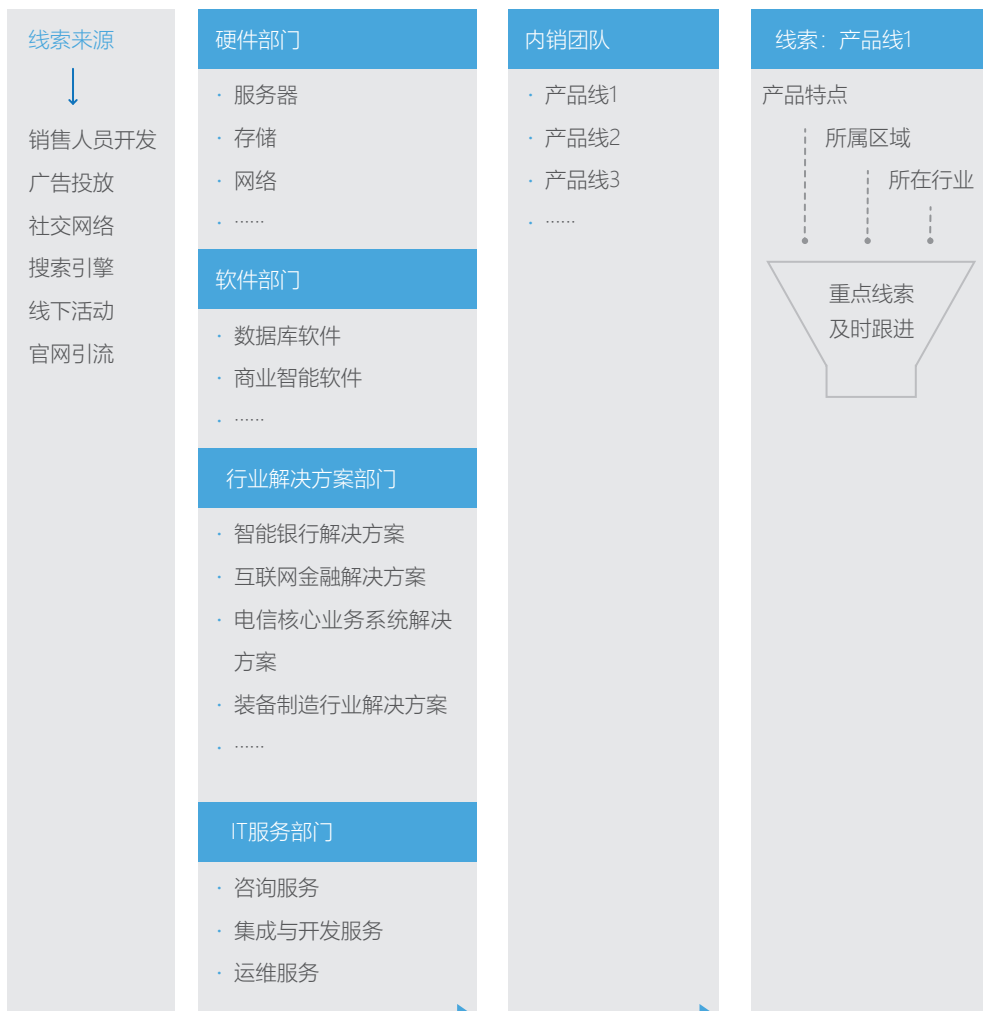 线索来源
销售人员开发
广告投放
社交网络
搜索引擎
线下活动
官网引流
硬件部门
· 服务器
· 存储
· 网络
· ······
软件部门
· 数据库软件
· 商业智能软件
· ······
行业解决方案部门
· 智能银行解决方案
· 互联网金融解决方案
· 电信核心业务系统解决
方案
· 装备制造行业解决方案
· ······
IT服务部门
· 咨询服务
· 集成与开发服务
· 运维服务
内销团队
· 产品线1
· 产品线2
· 产品线3
· ······
线索：产品线1
产品特点
所属区域
所在行业
重点线索
及时跟进